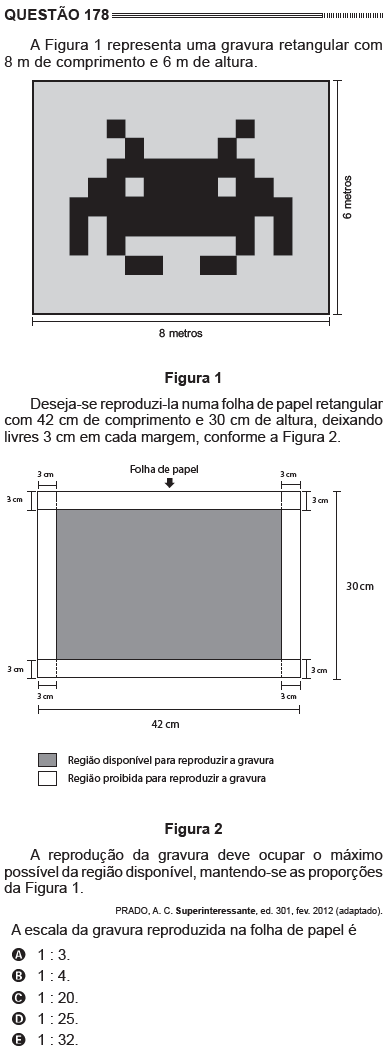 QUESTÃO 178
A Figura 1 representa uma gravura retangular com
8 m de comprimento e 6 m de altura.
6 metros
8 metros
Figura 1
Deseja-se reproduzi-la numa folha de papel retangular
com 42 cm de comprimento e 30 cm de altura, deixando
livres 3 cm em cada margem, conforme a Figura 2.
Folha de papel
3 cm
3 cm
3 cm
3 cm
30 cm
3 cm
3 cm
3 cm
3 cm
42 cm
Região disponível para reproduzir a gravura
Região proibida para reproduzir a gravura
Figura 2
A reprodução da gravura deve ocupar o máximo
possível da região disponível, mantendo-se as proporções
da Figura 1.
PRADO, A. C. Superinteressante, ed. 301, fev. 2012 (adaptado).
A escala da gravura reproduzida na folha de papel é
A 1 : 3.
B 1 : 4.
C 1 : 20.
D 1 : 25.
E 1 : 32.